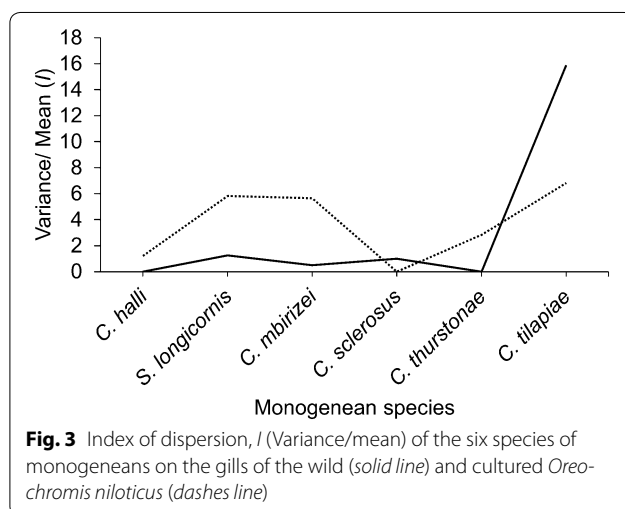 18
16
14
12
10
8
6
4
2
0
Variance/ Mean (I)
C. halli
S. longicornis
C. mbirizei
C. sclerosus
C. thurstonae
C. tilapiae
Monogenean species
Fig. 3 Index of dispersion, I (Variance/mean) of the six species of
monogeneans on the gills of the wild (solid line) and cultured Oreo-
chromis niloticus (dashes line)